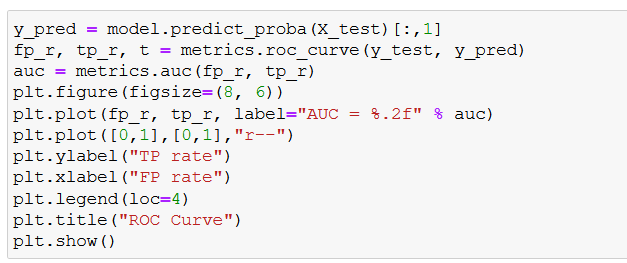 y_pred = model.predict_proba(X_test)[:,1]
fp_r, tp_r, t = metrics.roc_curve(y_test, y_pred)
auc = metrics.auc(fp_r, tp_r)
plt.figure(figsize=(8, 6))
plt.plot(fp_r, tp_r, label="AUC = %.2f" % auc)
plt.plot([0,1],[0,1],"r--")
plt.ylabel("TP rate")
plt.xlabel("FP rate")
plt.legend(loc=4)
plt.title("ROC Curve")
plt.show()